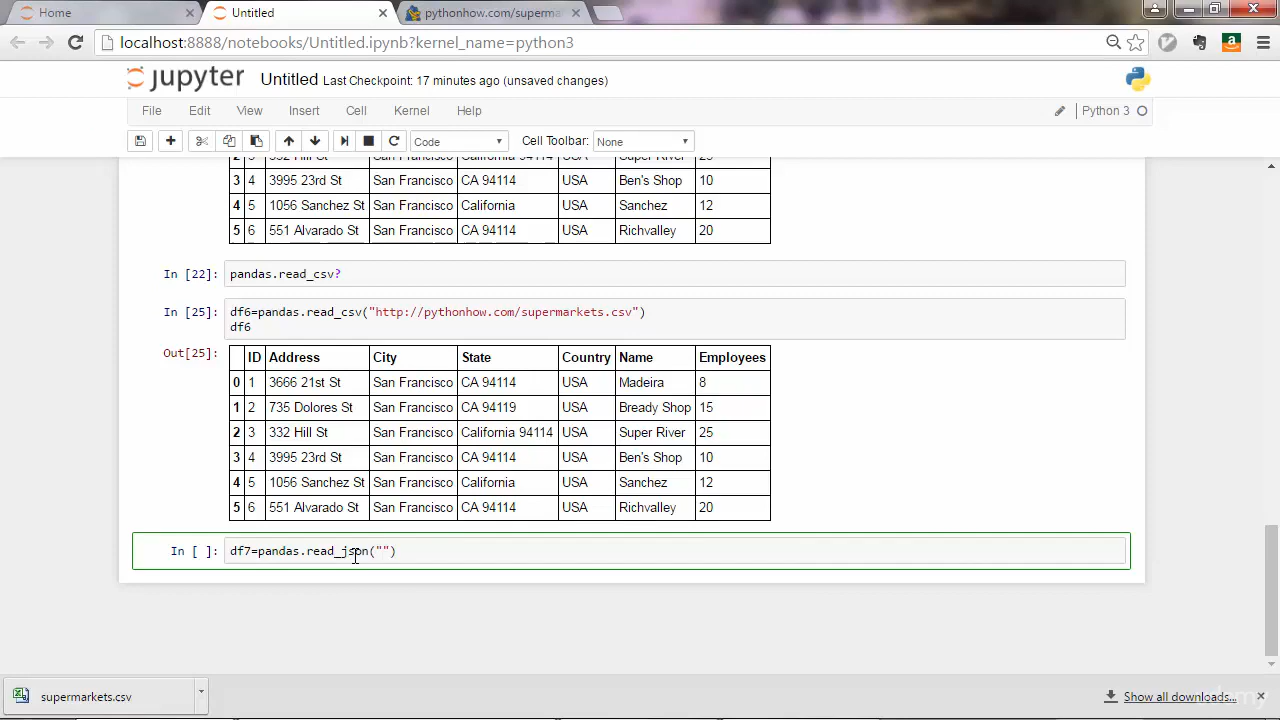 Home
Untitled
pythonhow.com/superma
localhost:8888/notebooks/Untitled.ipynb?kernel_name=python3
jupyter Untitled Last Checkpoint: 17 minutes ago (unsaved changes)
File Edit View Insert Cell Kernel Help
Python 3
Code Cell Toolbar: None
3 4 3995 23rd St San Francisco CA 94114 USA Ben's Shop 10
4 5 1056 Sanchez St San Francisco California USA Sanchez 12
5 6 551 Alvarado St San Francisco CA 94114 USA Richvalley 20
In [22]: pandas.read_csv?
In [25]: df6=pandas.read_csv("http://pythonhow.com/supermarkets.csv")
df6
Out[25]:
ID Address City State Country Name Employees
0 1 3666 21st St San Francisco CA 94114 USA Madeira 8
1 2 735 Dolores St San Francisco CA 94119 USA Bready Shop 15
2 3 332 Hill St San Francisco California 94114 USA Super River 25
3 4 3995 23rd St San Francisco CA 94114 USA Ben's Shop 10
4 5 1056 Sanchez St San Francisco California USA Sanchez 12
5 6 551 Alvarado St San Francisco CA 94114 USA Richvalley 20
In [ ]: df7=pandas.read_json("")
supermarkets.csv
Show all downloads...